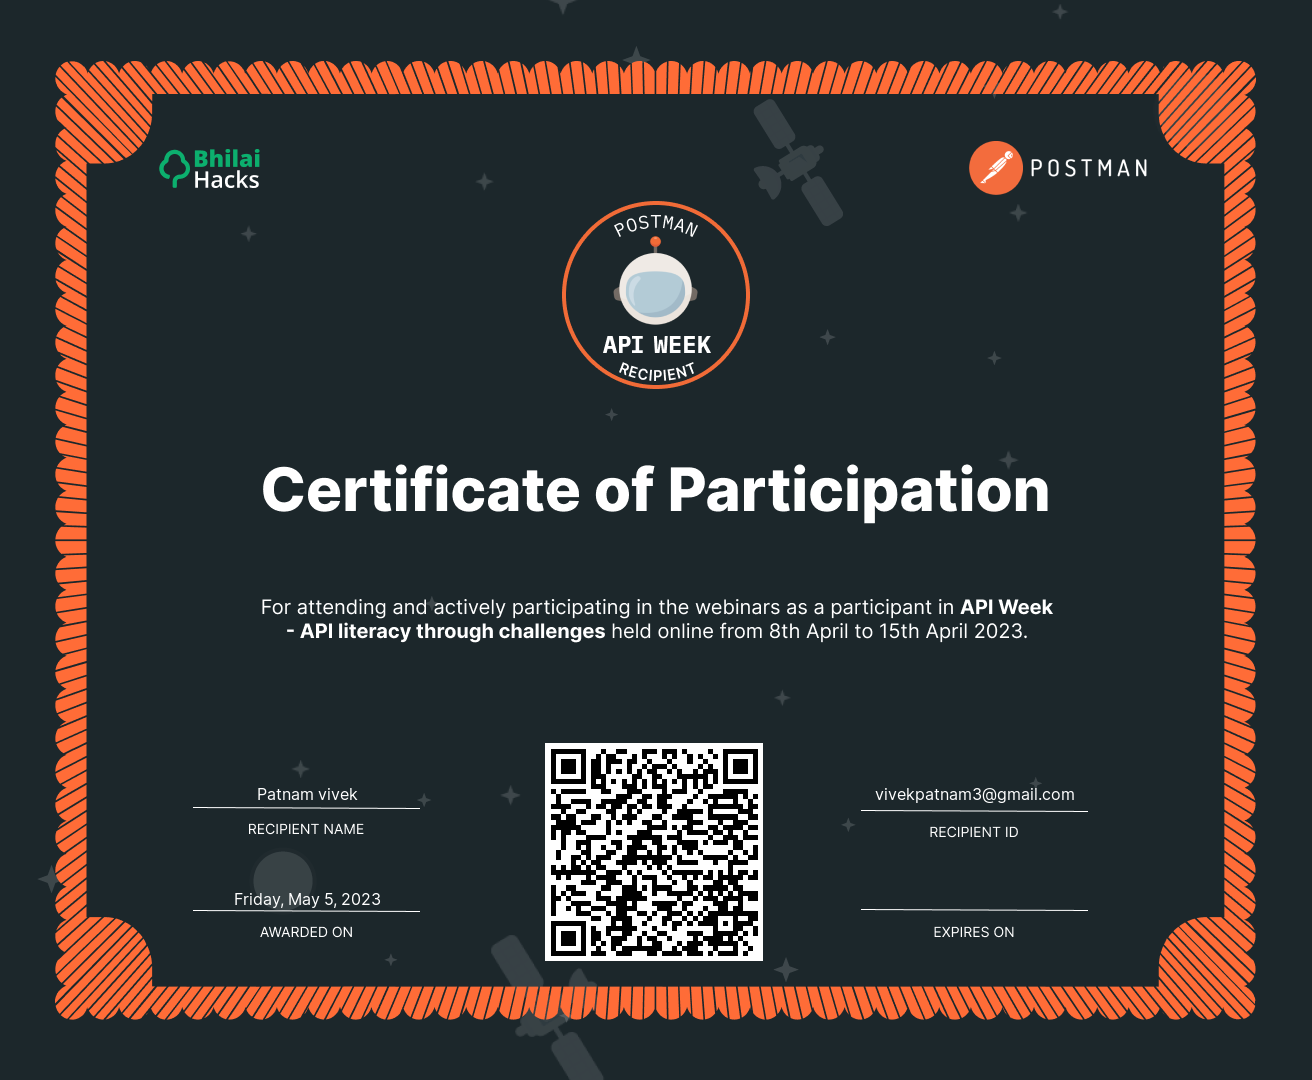 Bhilai
Hacks
POSTMAN
POSTMAN
API WEEK
RECIPIENT
Certificate of Participation
For attending and actively participating in the webinars as a participant in API Week
- API literacy through challenges held online from 8th April to 15th April 2023.
Patnam vivek
RECIPIENT NAME
vivekpatnam3@gmail.com
RECIPIENT ID
Friday, May 5, 2023
AWARDED ON
EXPIRES ON